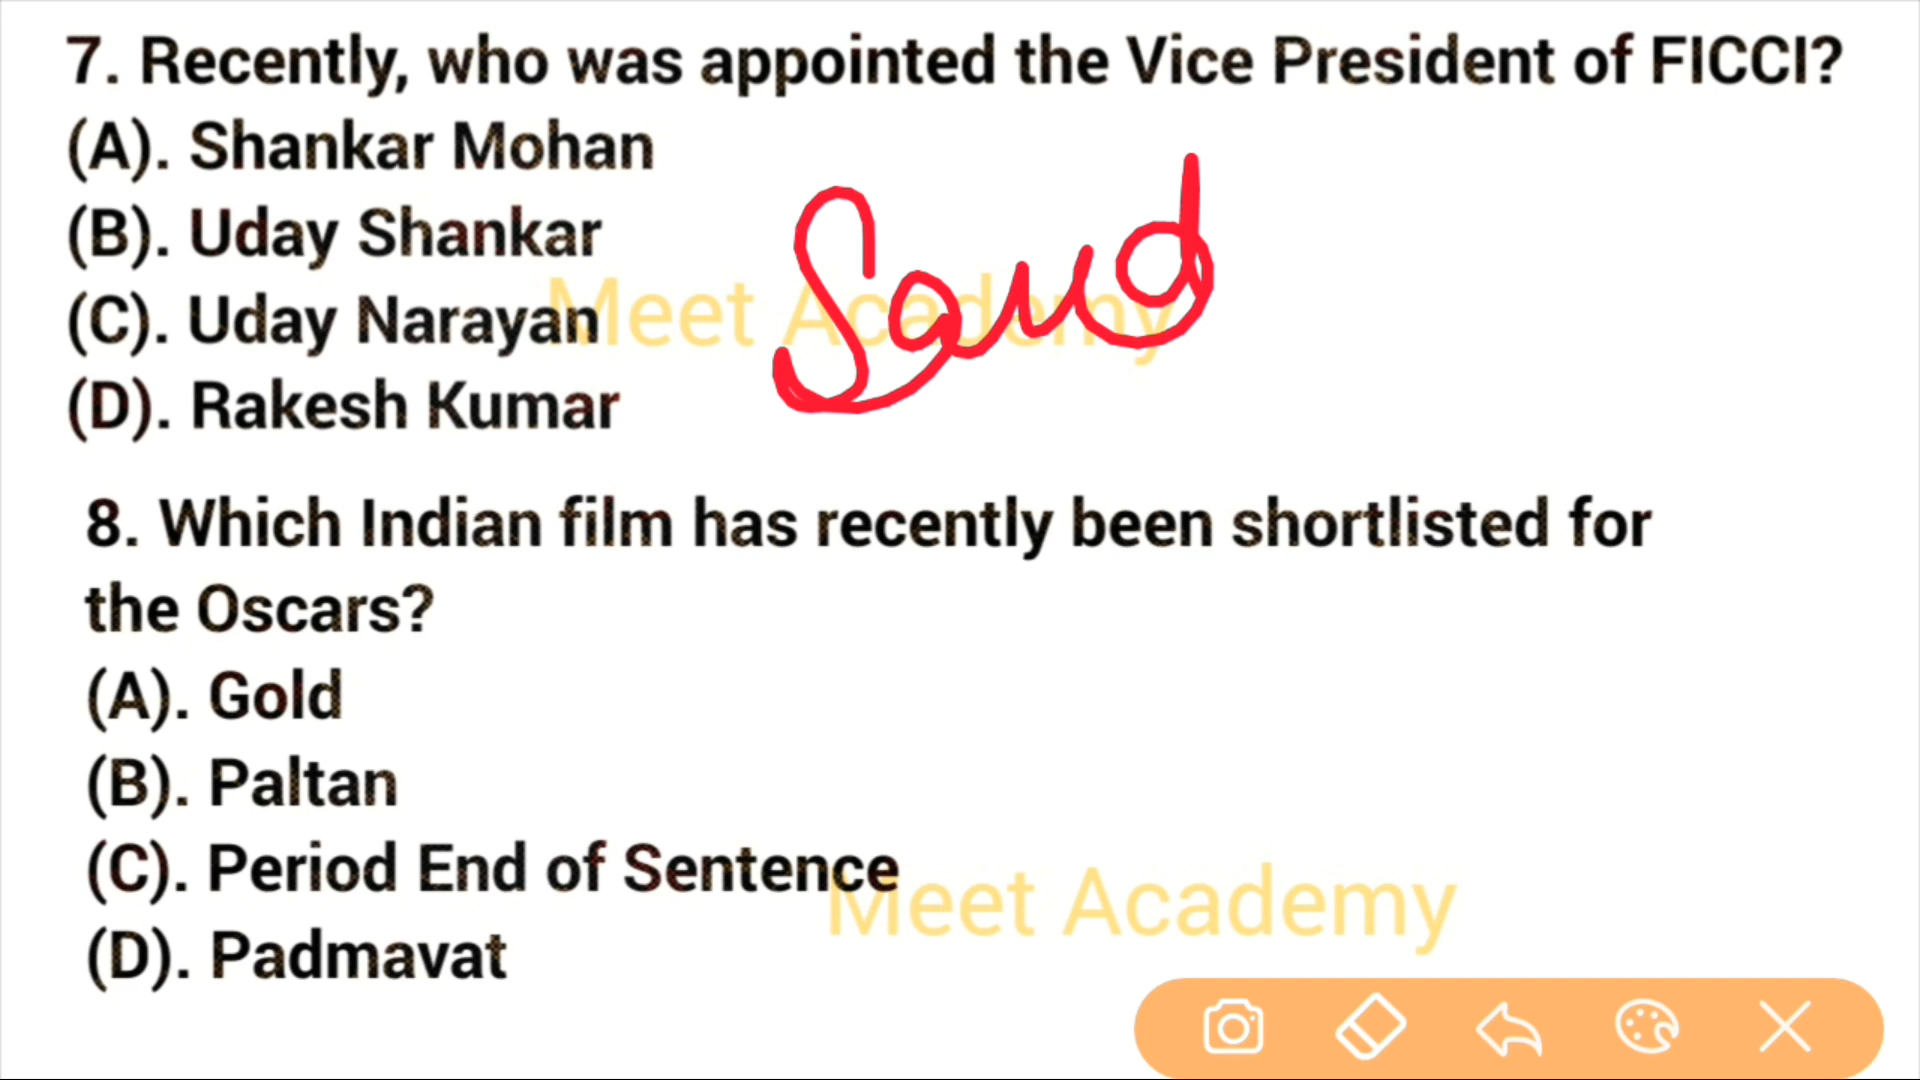 7. Recently, who was appointed the Vice President of FICCI?
(A). Shankar Mohan
(B). Uday Shankar
(C). Uday Narayan
(D). Rakesh Kumar
Meet Academy
8. Which Indian film has recently been shortlisted for
the Oscars?
(A). Gold
(B). Paltan
(C). Period End of Sentence
(D). Padmavat
Meet Academy